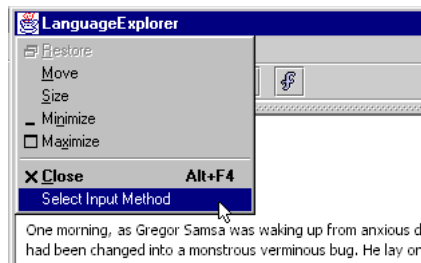 LanguageExplorer
Restore
Move
Size
Minimize
Maximize
Close Alt+F4
Select Input Method
One morning, as Gregor Samsa was waking up from anxious d
had been changed into a monstrous verminous bug. He lay or